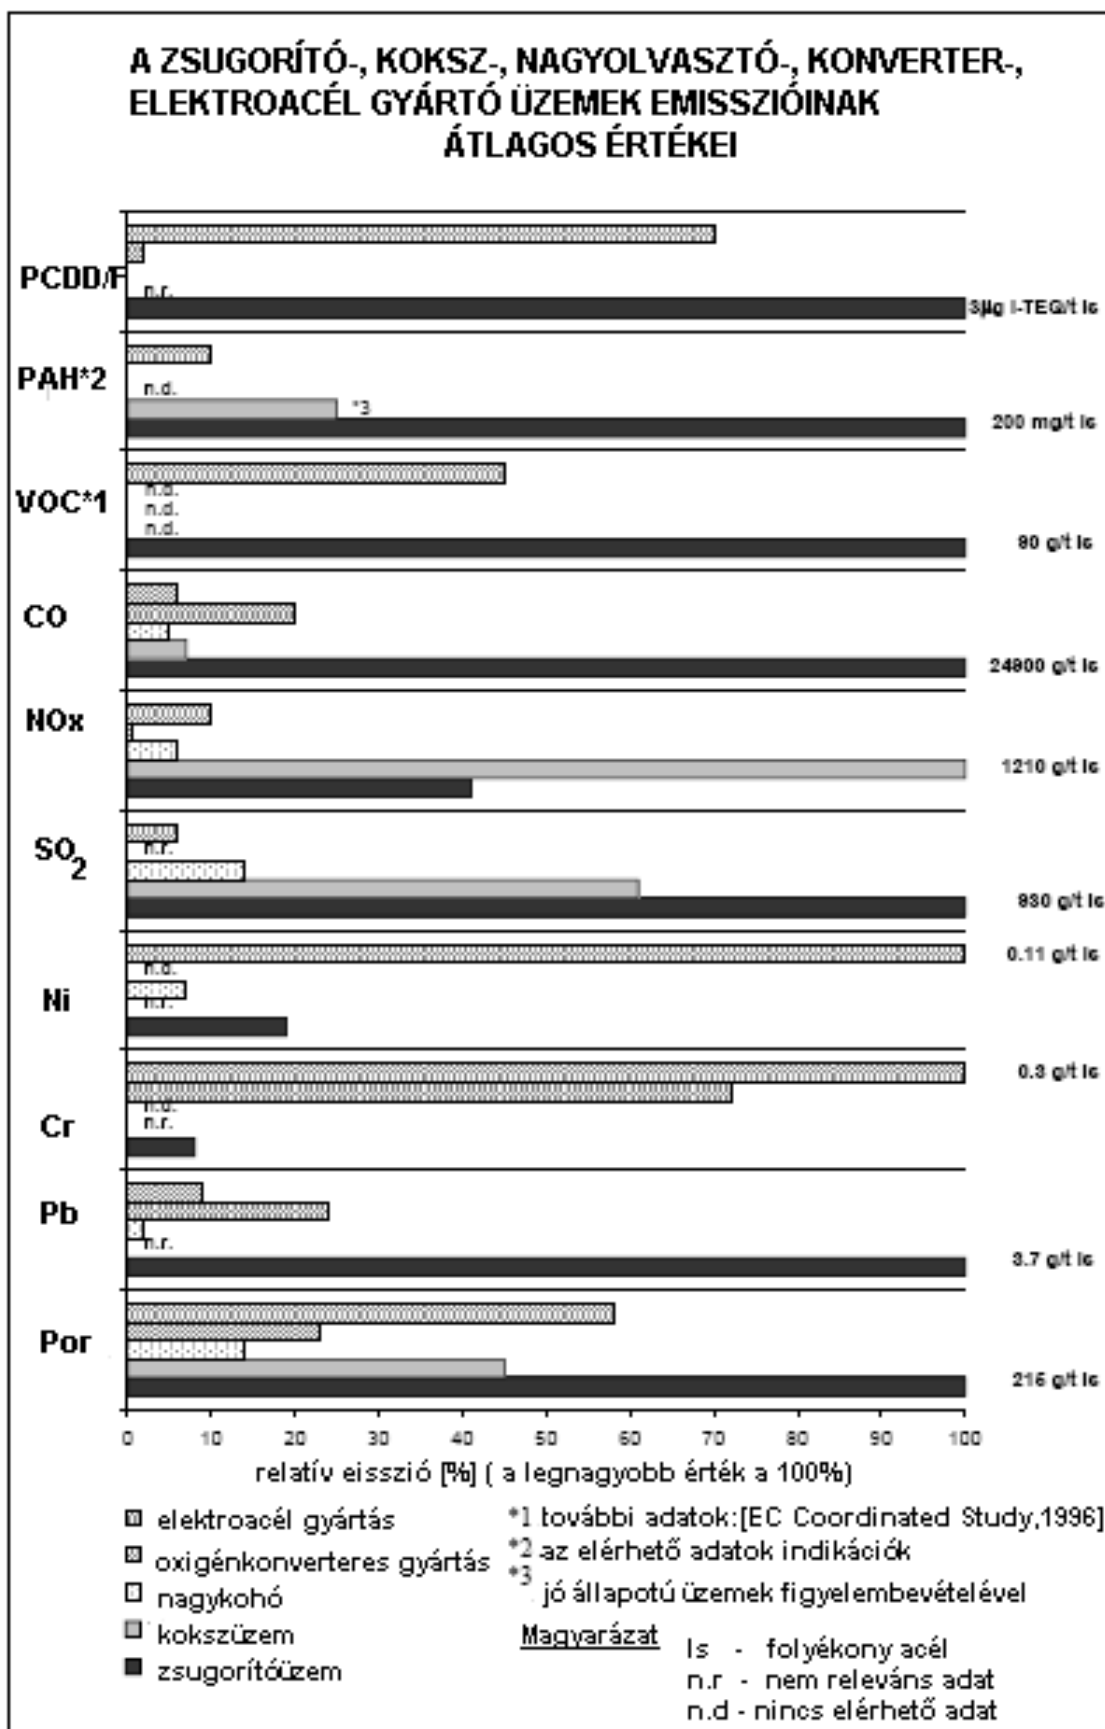 A ZSUGORÍTÓ-, KOKSZ-, NAGYOLVASZTÓ-, KONVERTER-,
ELEKTROACÉL GYÁRTÓ ÜZEMEK EMISSZIÓINAK
ÁTLAGOS ÉRTÉKEI
PCDD/F
n.r.
3µg I-TEG/t ls
PAH*2
n.d.
*3
200 mg/t ls
VOC*1
n.d.
n.d.
n.d.
90 g/t ls
CO
g/t ls
NOx
1210 g/t ls
SO2
n.r.
g/t ls
Ni
0.11 g/t ls
n.d.
n.r.
Cr
0.3 g/t ls
n.d.
n.r.
Pb
n.r.
3.7 g/t ls
Por
g/t ls
0 10 20 30 40 50 60 70 80 90 100
relatív eisszió [%] ( a legnagyobb érték a 100%)
elektroacél gyártás
oxigénkonverteres gyártás
nagykohó
kokszüzem
zsugorítóüzem
*1 további adatok:[EC Coordinated Study,1996]
*2 az elérhető adatok indikációk
*3 jó állapotú üzemek figyelembevételével
Magyarázat
ls - folyékony acél
n.r - nem releváns adat
n.d - nincs elérhető adat